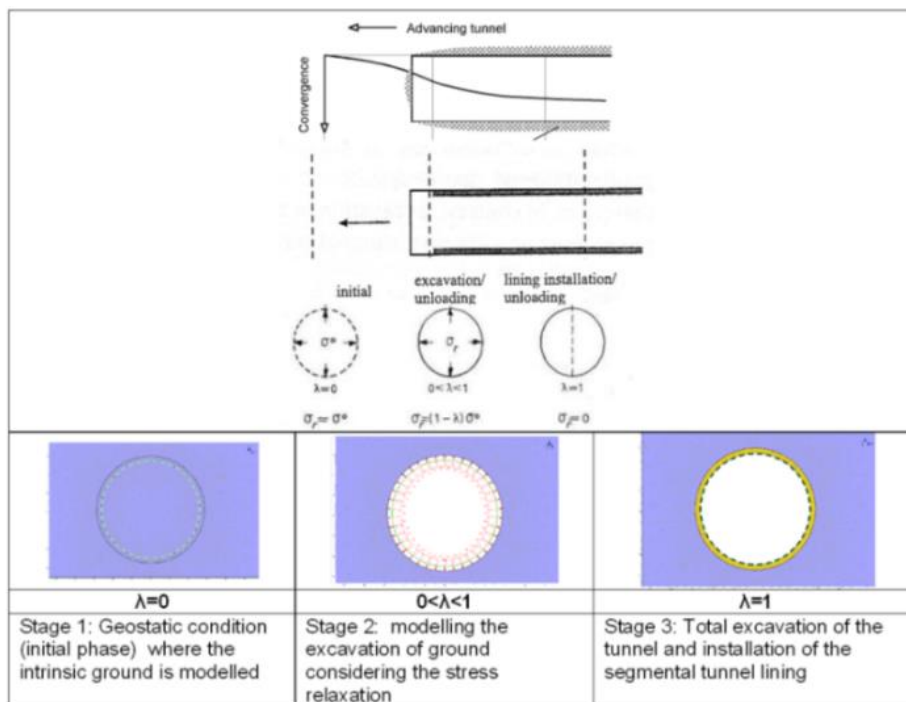 Advancing tunnel
Convergence
initial
excavation/
unloading
lining installation/
unloading
σ°
σr
λ=0
0<λ<1
λ=1
σr= σ°
σr=(1-λ)σ°
σr=0
λ=0
0<λ<1
λ=1
Stage 1: Geostatic condition
(initial phase) where the
intrinsic ground is modelled
Stage 2: modelling the
excavation of ground
considering the stress
relaxation
Stage 3: Total excavation of the
tunnel and installation of the
segmental tunnel lining